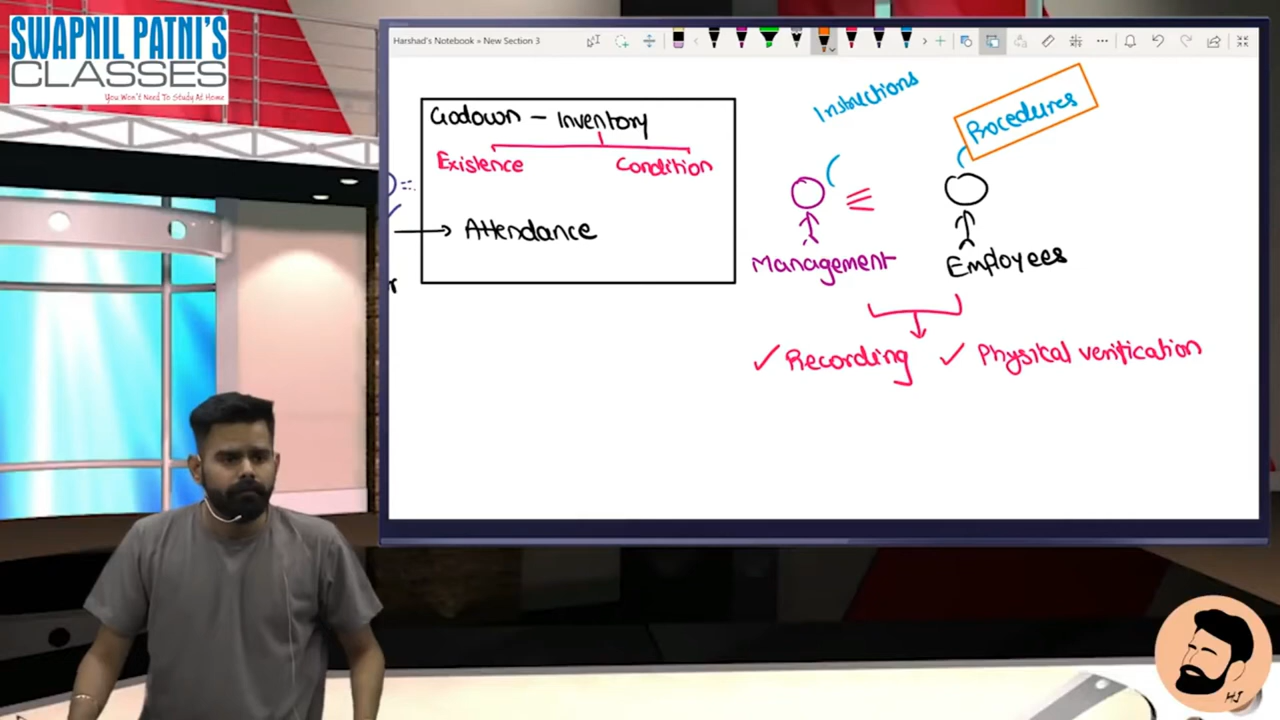 SWAPNIL PATNI'S
CLASSES
You Won't Need To Study At Home
Harshad's Notebook » New Section 3
Instructions
Procedures
Godown - Inventory
Existence
Condition
→ Attendance
Management
Employees
✓ Recording ✓ Physical verification
HJ